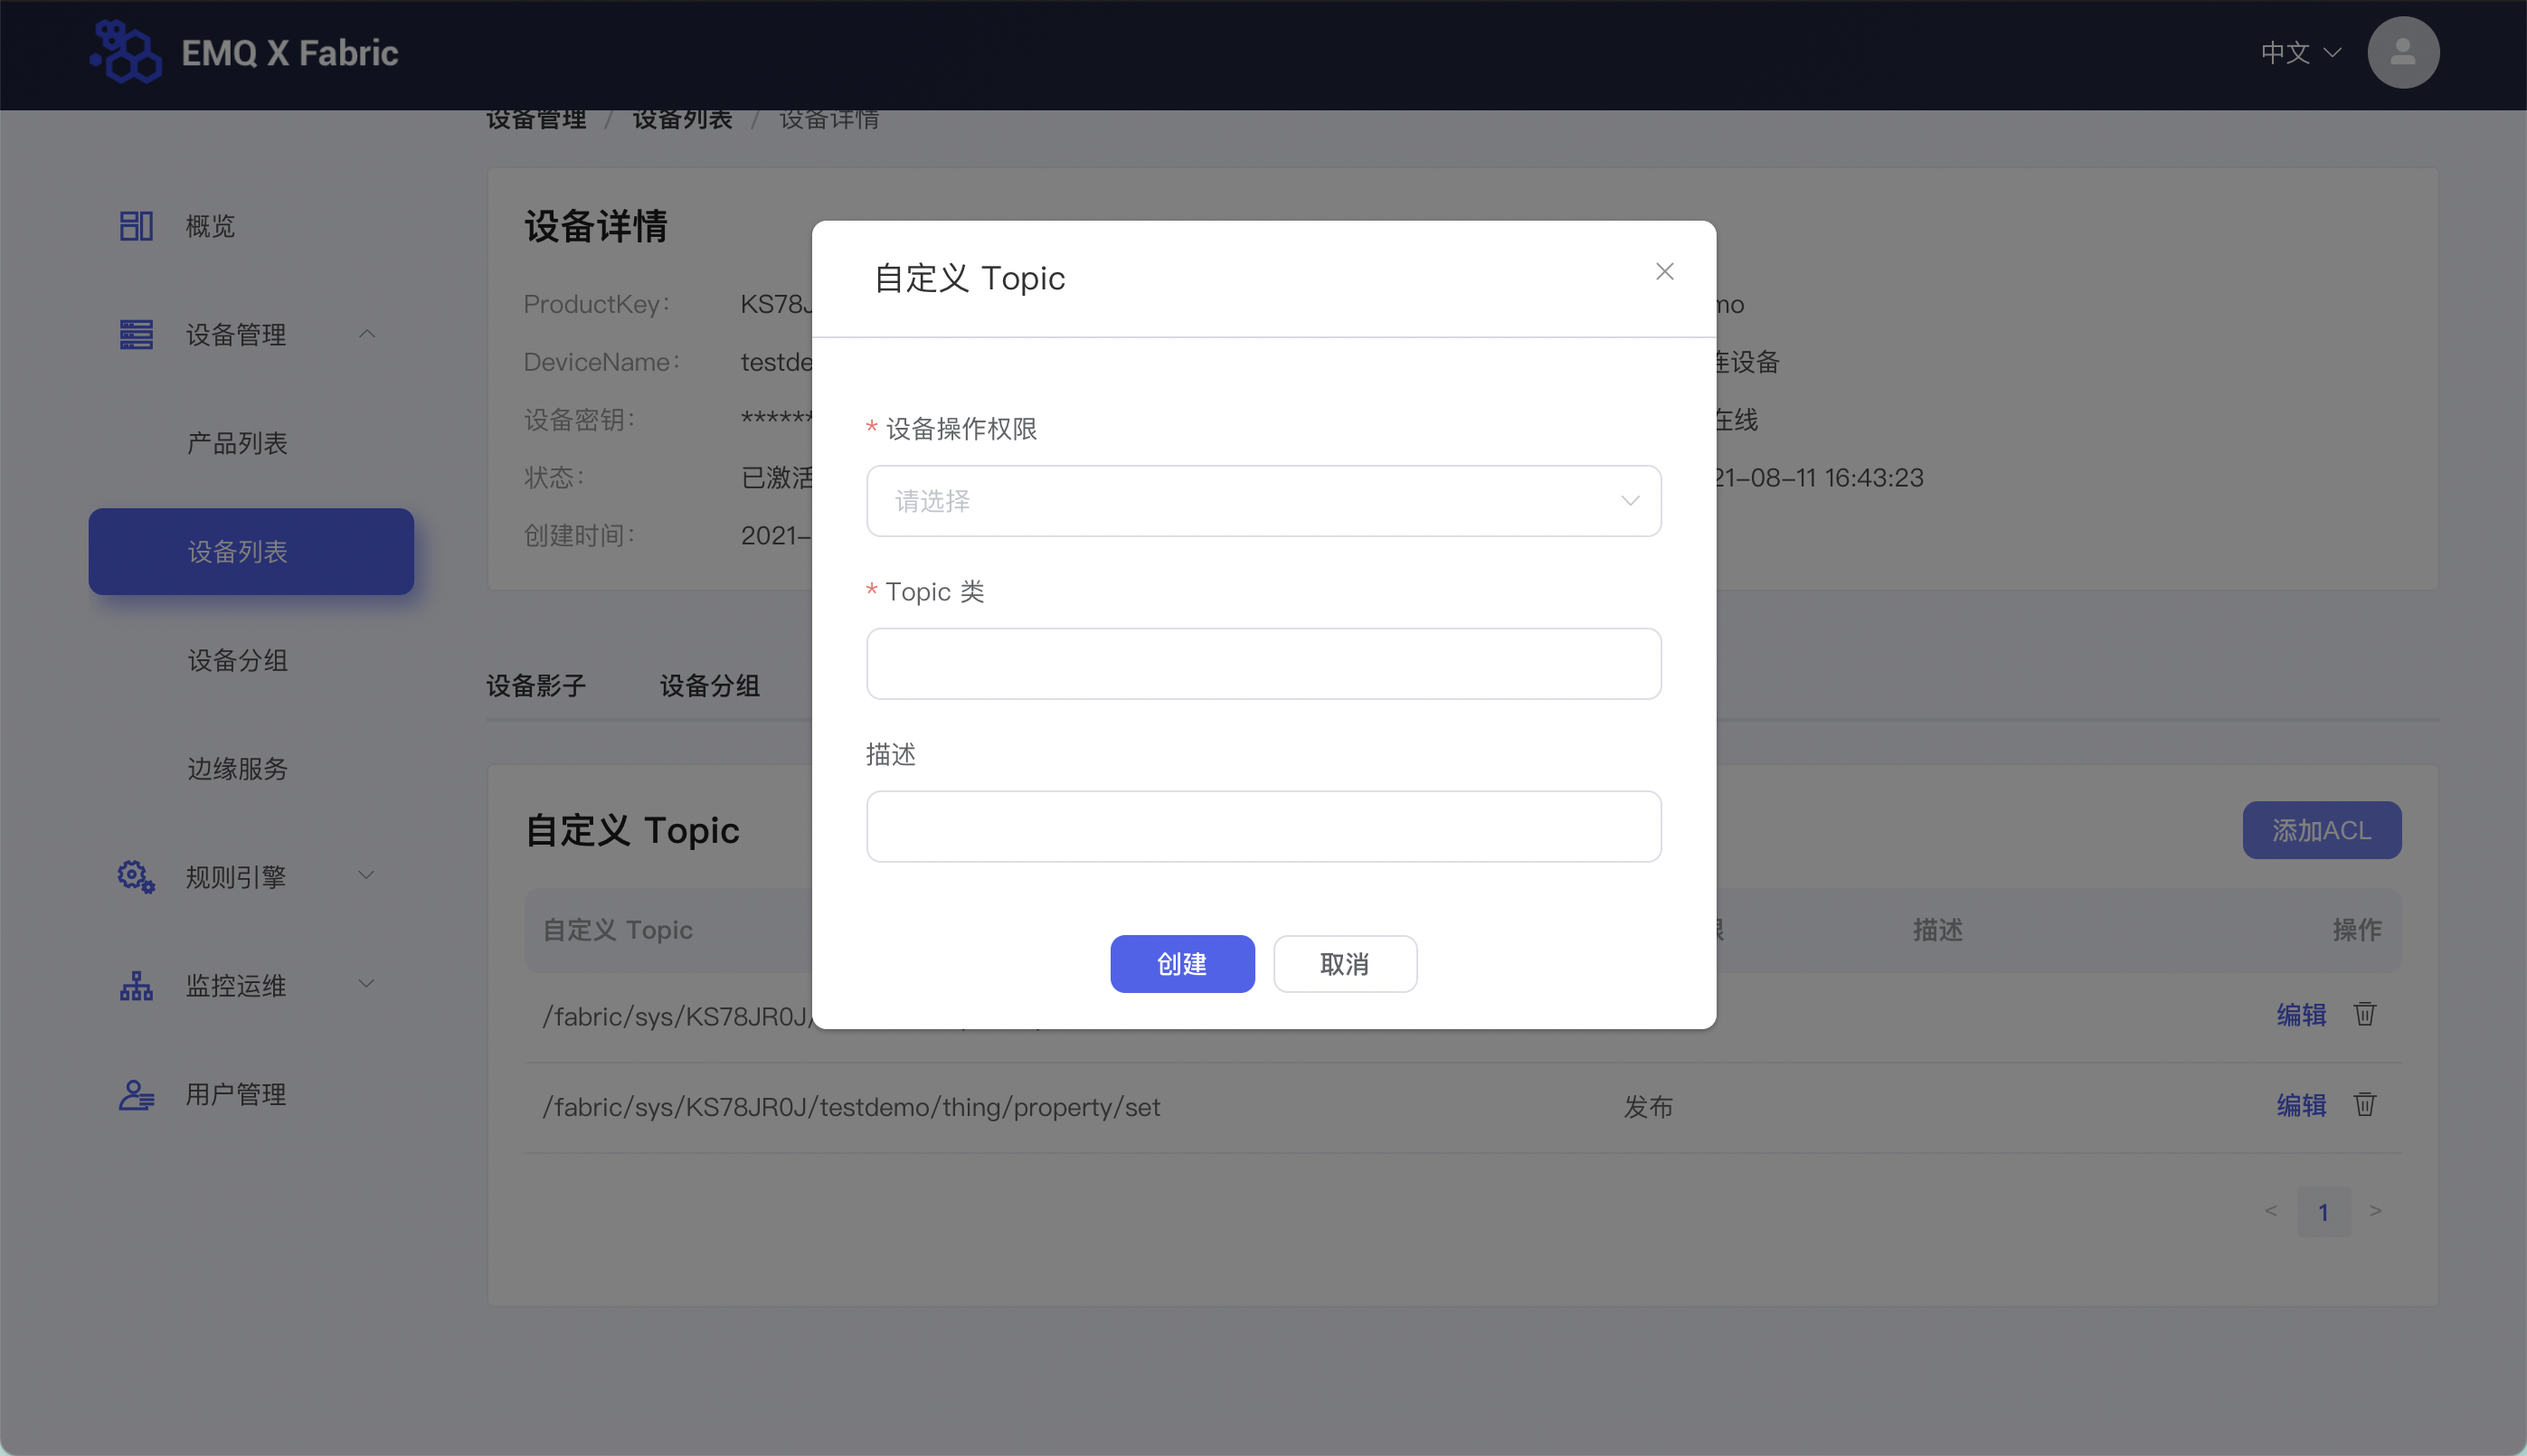 EMQ X Fabric
中文
设备管理 / 设备列表 / 设备详情
概览
设备管理
产品列表
设备列表
设备分组
边缘服务
规则引擎
监控运维
用户管理
设备详情
ProductKey: KS78J
DeviceName: testde
设备密钥: ******
状态: 已激活
创建时间: 2021-
mo
连设备
在线
21-08-11 16:43:23
设备影子 设备分组
自定义 Topic
添加ACL
自定义 Topic 描述 操作
/fabric/sys/KS78JR0J/ 编辑
/fabric/sys/KS78JR0J/testdemo/thing/property/set 发布 编辑
< 1 >
自定义 Topic
* 设备操作权限
请选择
* Topic 类
描述
创建 取消